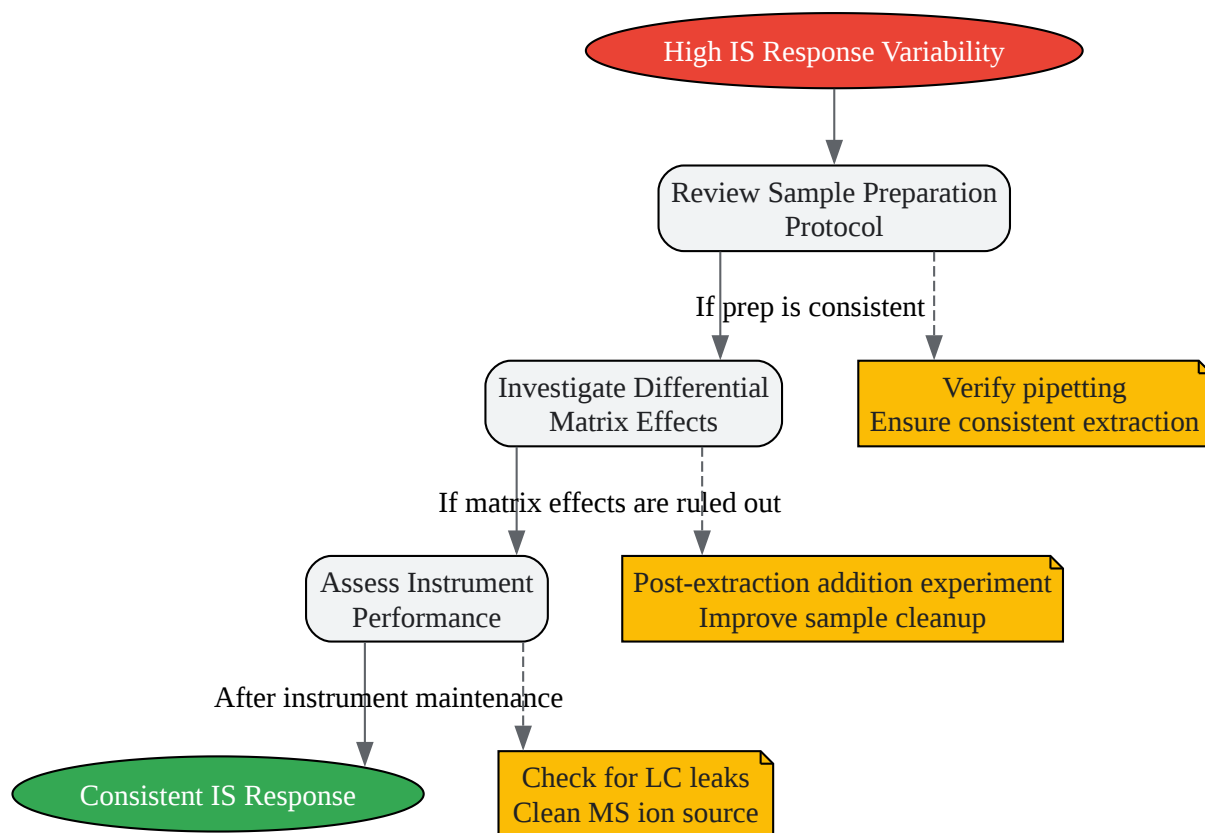 High IS Response Variability
Review Sample Preparation
Protocol
If prep is consistent
Investigate Differential
Matrix Effects
Verify pipetting
Ensure consistent extraction
If matrix effects are ruled out
Assess Instrument
Performance
Post-extraction addition experiment
Improve sample cleanup
After instrument maintenance
Consistent IS Response
Check for LC leaks
Clean MS ion source